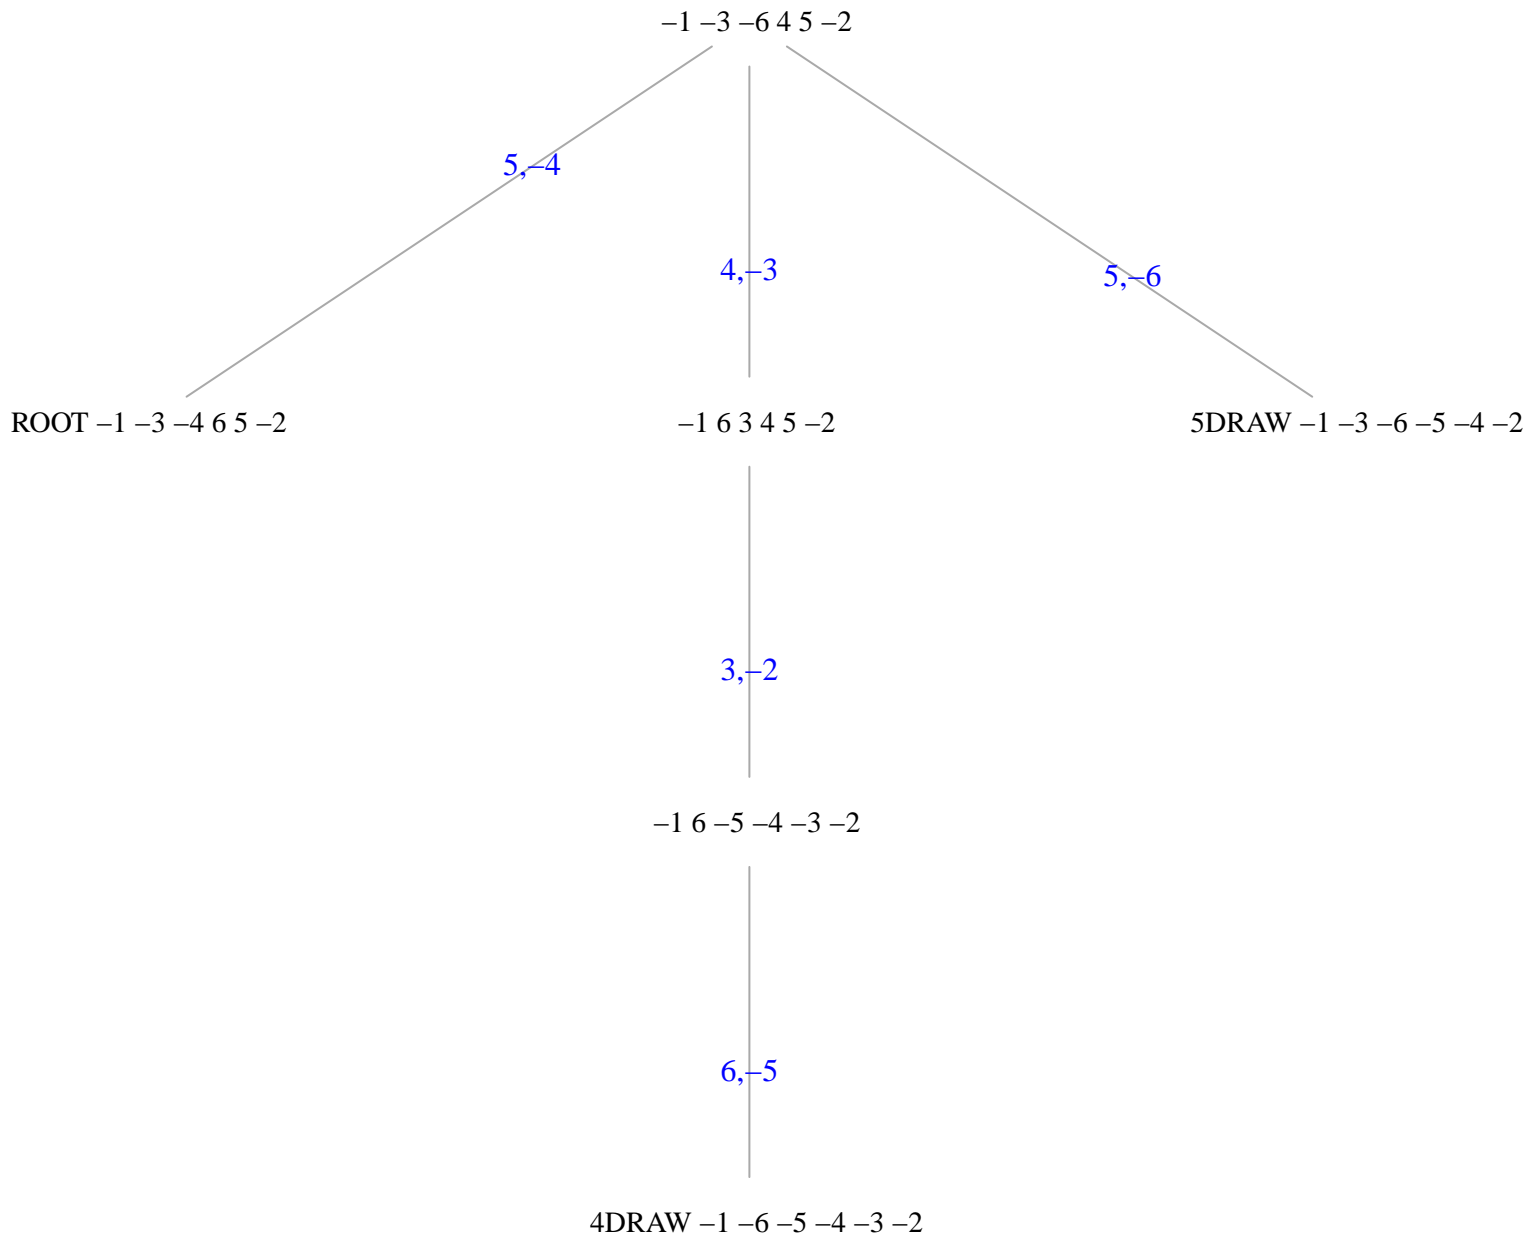 –1 –3 –6 4 5 –2
5,–4
4,–3
5,–6
ROOT –1 –3 –4 6 5 –2
–1 6 3 4 5 –2
5DRAW –1 –3 –6 –5 –4 –2
3,–2
–1 6 –5 –4 –3 –2
6,–5
4DRAW –1 –6 –5 –4 –3 –2